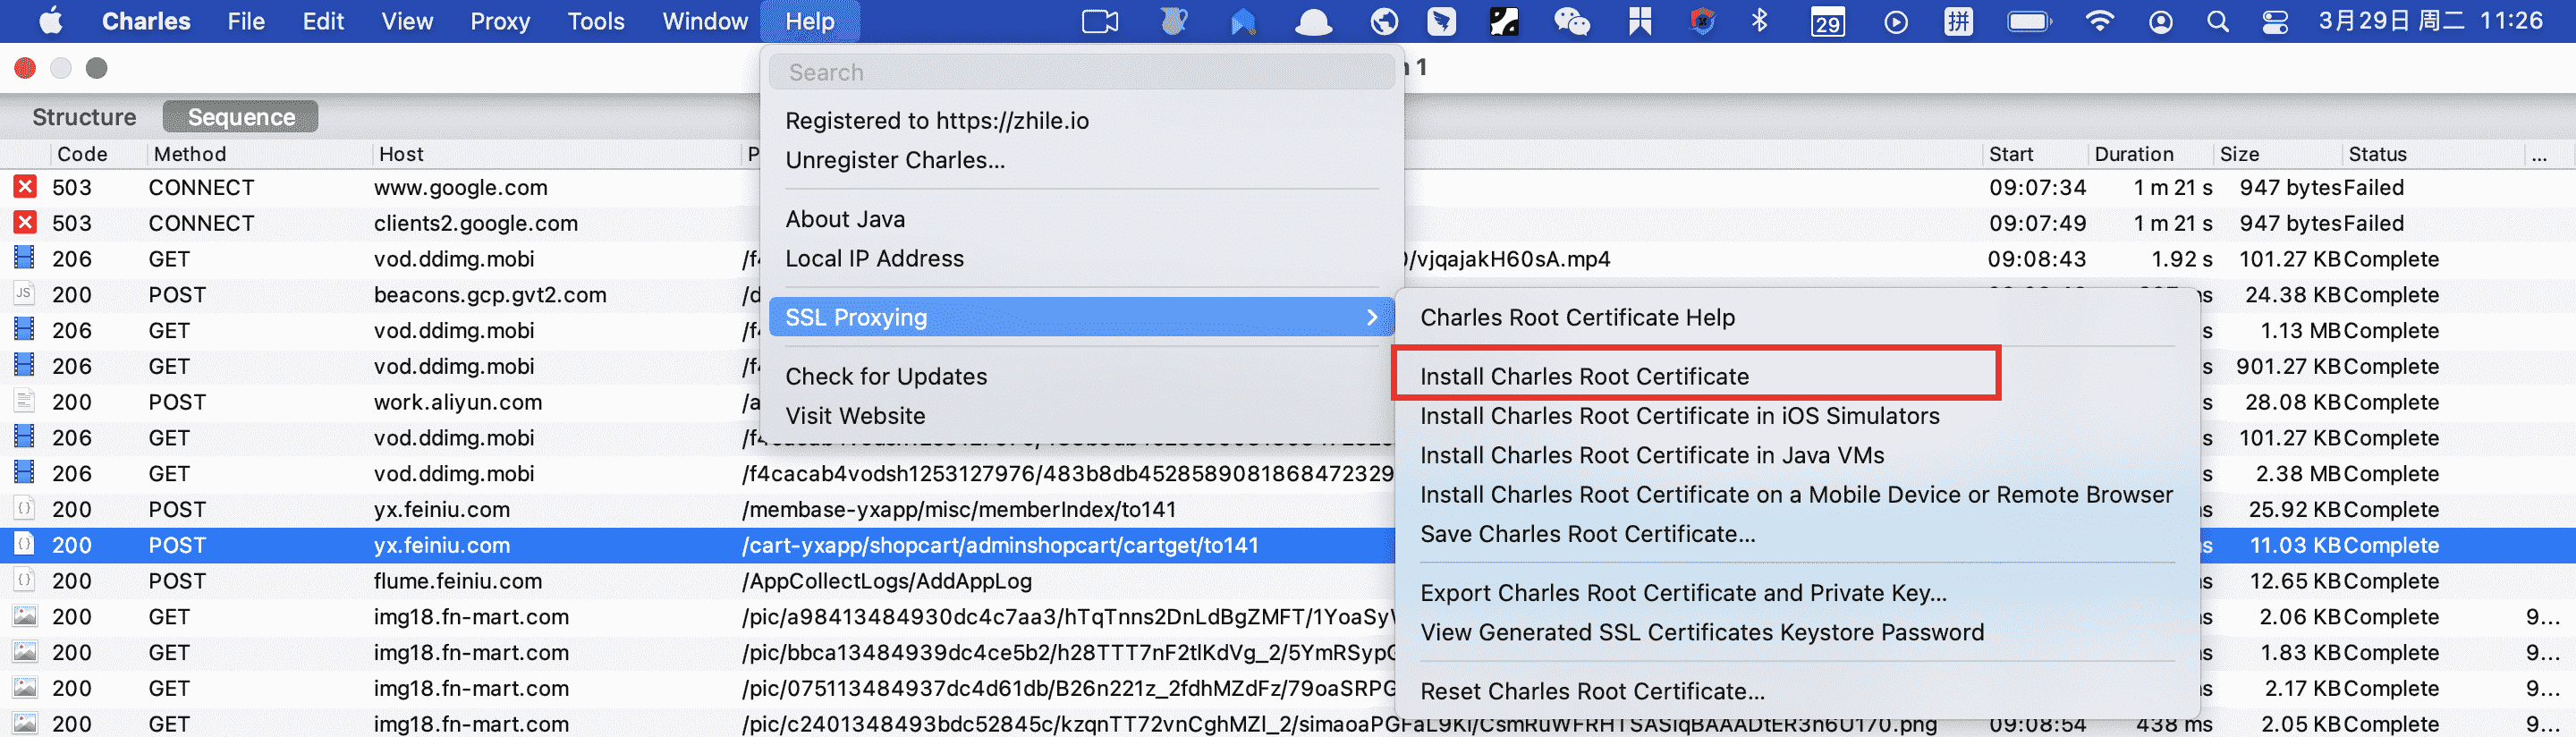 Charles File Edit View Proxy Tools Window Help 29 拼 3月29日 周二 11:26
Search
1
Structure Sequence
Registered to https://zhile.io
Unregister Charles...
About Java
Local IP Address
SSL Proxying
Check for Updates
Visit Website
Charles Root Certificate Help
Install Charles Root Certificate
Install Charles Root Certificate in iOS Simulators
Install Charles Root Certificate in Java VMs
Install Charles Root Certificate on a Mobile Device or Remote Browser
Save Charles Root Certificate...
Export Charles Root Certificate and Private Key...
View Generated SSL Certificates Keystore Password
Reset Charles Root Certificate...
Code Method Host P Start Duration Size Status ...
503 CONNECT www.google.com 09:07:34 1 m 21 s 947 bytes Failed
503 CONNECT clients2.google.com 09:07:49 1 m 21 s 947 bytes Failed
206 GET vod.ddimg.mobi /f4 /vjqajakH60sA.mp4 09:08:43 1.92 s 101.27 KB Complete
JS 200 POST beacons.gcp.gvt2.com /d s 24.38 KB Complete
206 GET vod.ddimg.mobi /f4 s 1.13 MB Complete
206 GET vod.ddimg.mobi /f4 s 901.27 KB Complete
200 POST work.aliyun.com /a s 28.08 KB Complete
206 GET vod.ddimg.mobi s 101.27 KB Complete
206 GET vod.ddimg.mobi /f4cacab4vodsh1253127976/483b8db4528589081868472329 s 2.38 MB Complete
200 POST yx.feiniu.com /membase-yxapp/misc/memberIndex/to141 s 25.92 KB Complete
200 POST yx.feiniu.com /cart-yxapp/shopcart/adminshopcart/cartget/to141 ms 11.03 KB Complete
200 POST flume.feiniu.com /AppCollectLogs/AddAppLog ms 12.65 KB Complete
200 GET img18.fn-mart.com /pic/a98413484930dc4c7aa3/hTqTnns2DnLdBgZMFT/1YoaSy ms 2.06 KB Complete 9...
200 GET img18.fn-mart.com /pic/bbca13484939dc4ce5b2/h28TTT7nF2tlKdVg_2/5YmRSyp s 1.83 KB Complete 9...
200 GET img18.fn-mart.com /pic/075113484937dc4d61db/B26n221z_2fdhMZdFz/79oaSRPG ms 2.17 KB Complete 9...
200 GET img18.fn-mart.com /pic/c2401348493bdc52845c/kzqnTT72vnCghMZl_2/simaoaPGFaL9Kl/CsmRuWFRHTSASiqBAAADtER3n6U170.png 09:08:54 438 ms 2.05 KB Complete 9...